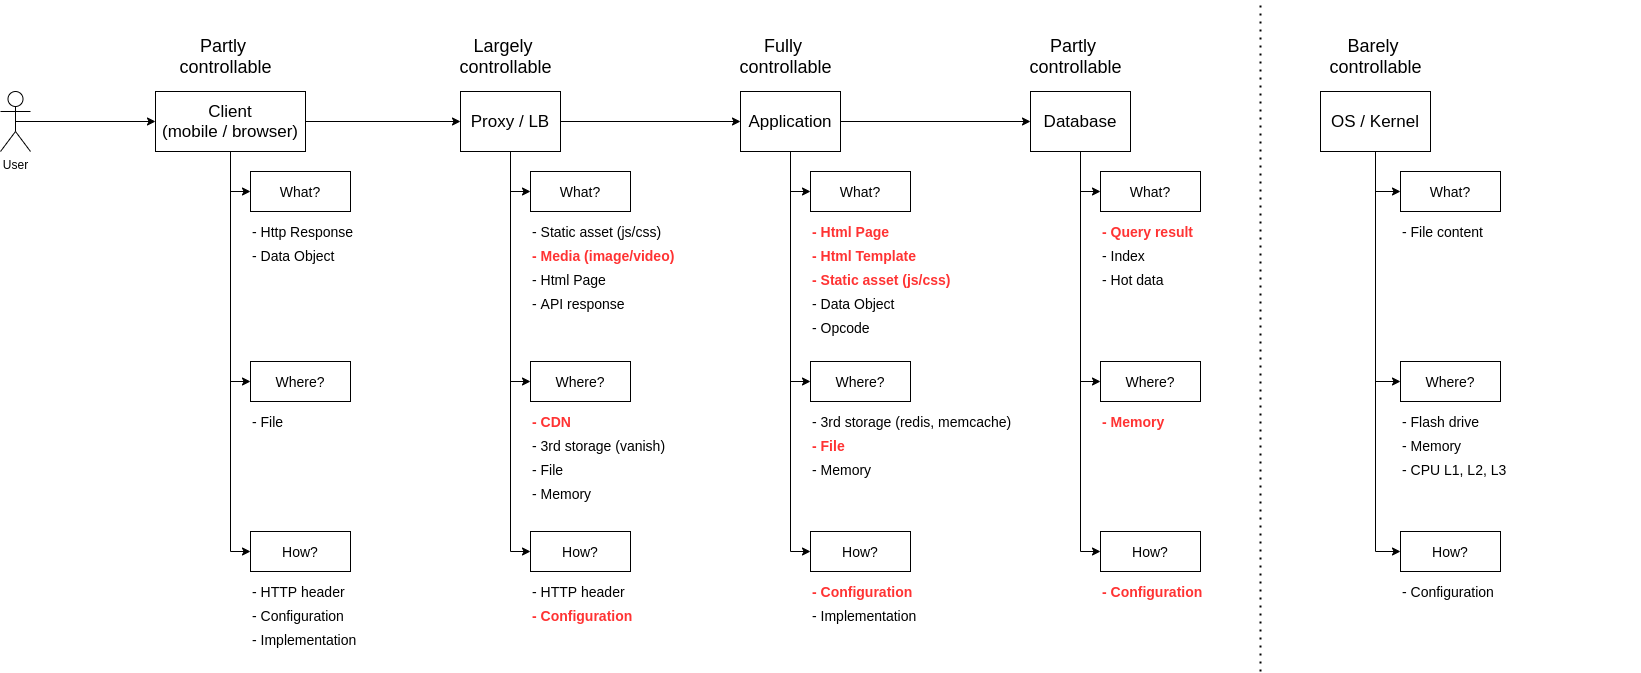 Partly
controllable
Largely
controllable
Fully
controllable
Partly
controllable
Barely
controllable
User
Client
(mobile / browser)
Proxy / LB
Application
Database
OS / Kernel
What?
- Http Response
- Data Object
Where?
- File
How?
- HTTP header
- Configuration
- Implementation
What?
- Static asset (js/css)
- Media (image/video)
- Html Page
- API response
Where?
- CDN
- 3rd storage (vanish)
- File
- Memory
How?
- HTTP header
- Configuration
What?
- Html Page
- Html Template
- Static asset (js/css)
- Data Object
- Opcode
Where?
- 3rd storage (redis, memcache)
- File
- Memory
How?
- Configuration
- Implementation
What?
- Query result
- Index
- Hot data
Where?
- Memory
How?
- Configuration
What?
- File content
Where?
- Flash drive
- Memory
- CPU L1, L2, L3
How?
- Configuration